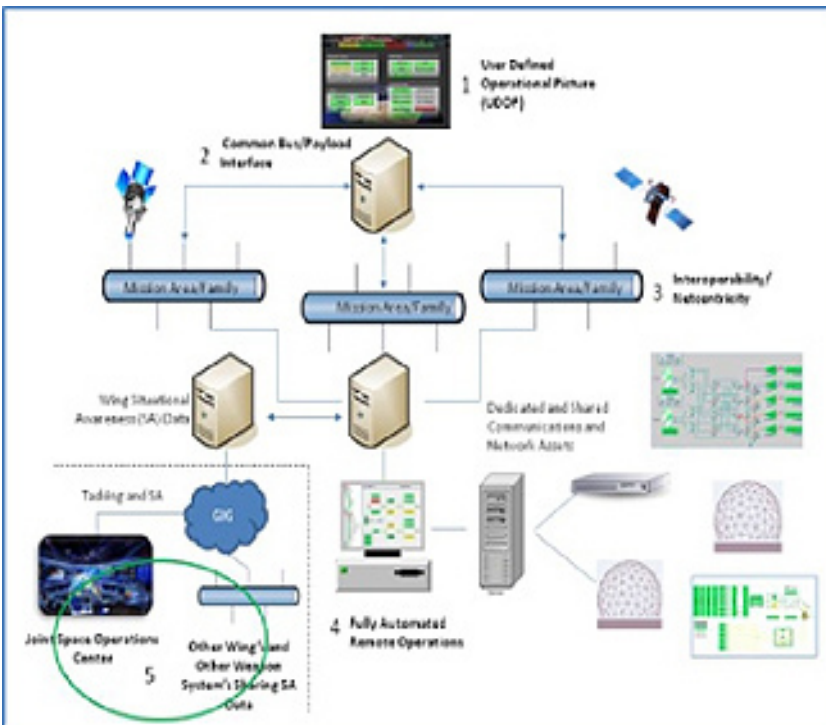 1 User Defined
Operational Picture
(UDOP)
2 Common Bus/Payload
Interface
Mission Area/Family
Mission Area/Family
Mission Area/Family
3 Interoperability/
Netcentricity
Wing Situational
Awareness (SA) Data
Dedicated and Shared
Communications and
Network Assets
Tasking and SA
GIG
Joint Space Operations
Center
5
Other Wing's and
Other Weapon
System's Sharing SA
Data
4 Fully Automated
Remote Operations